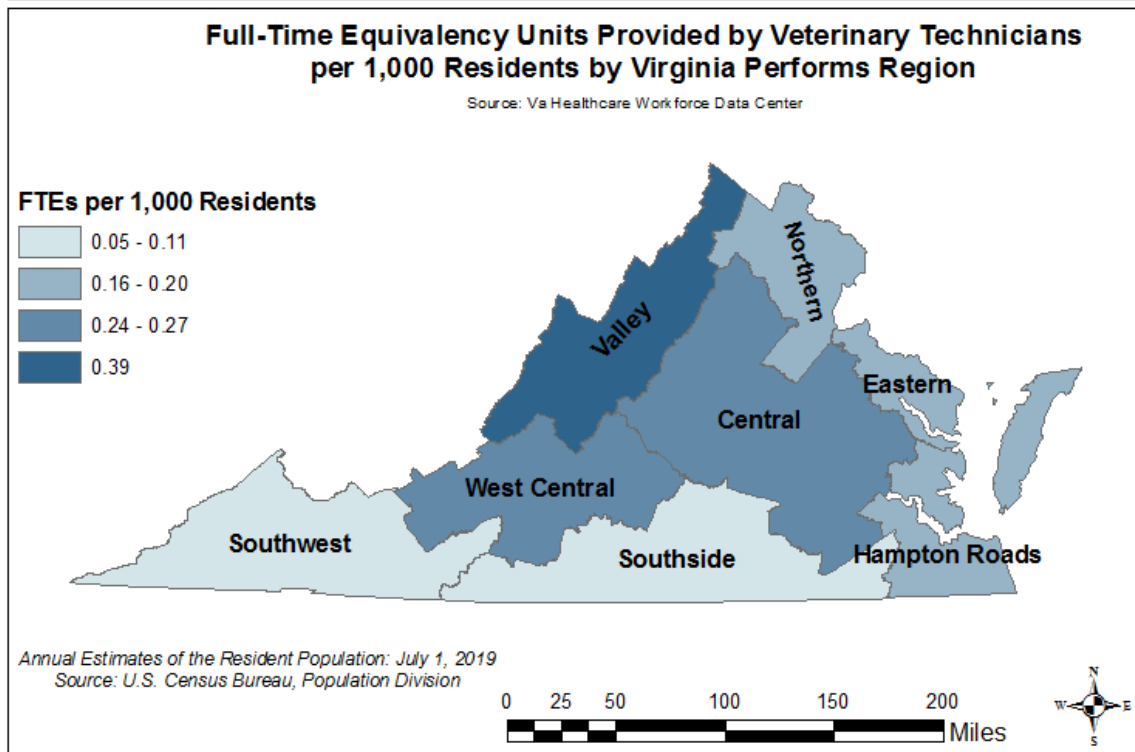 Full-Time Equivalency Units Provided by Veterinary Technicians
per 1,000 Residents by Virginia Performs Region
Source: Va Healthcare Workforce Data Center
FTEs per 1,000 Residents
0.05 - 0.11
0.16 - 0.20
0.24 - 0.27
0.39
Northern
Valley
Eastern
Central
West Central
Southwest
Southside
Hampton Roads
Annual Estimates of the Resident Population: July 1, 2019
Source: U.S. Census Bureau, Population Division
0 25 50 100 150 200
Miles
N
W E
S